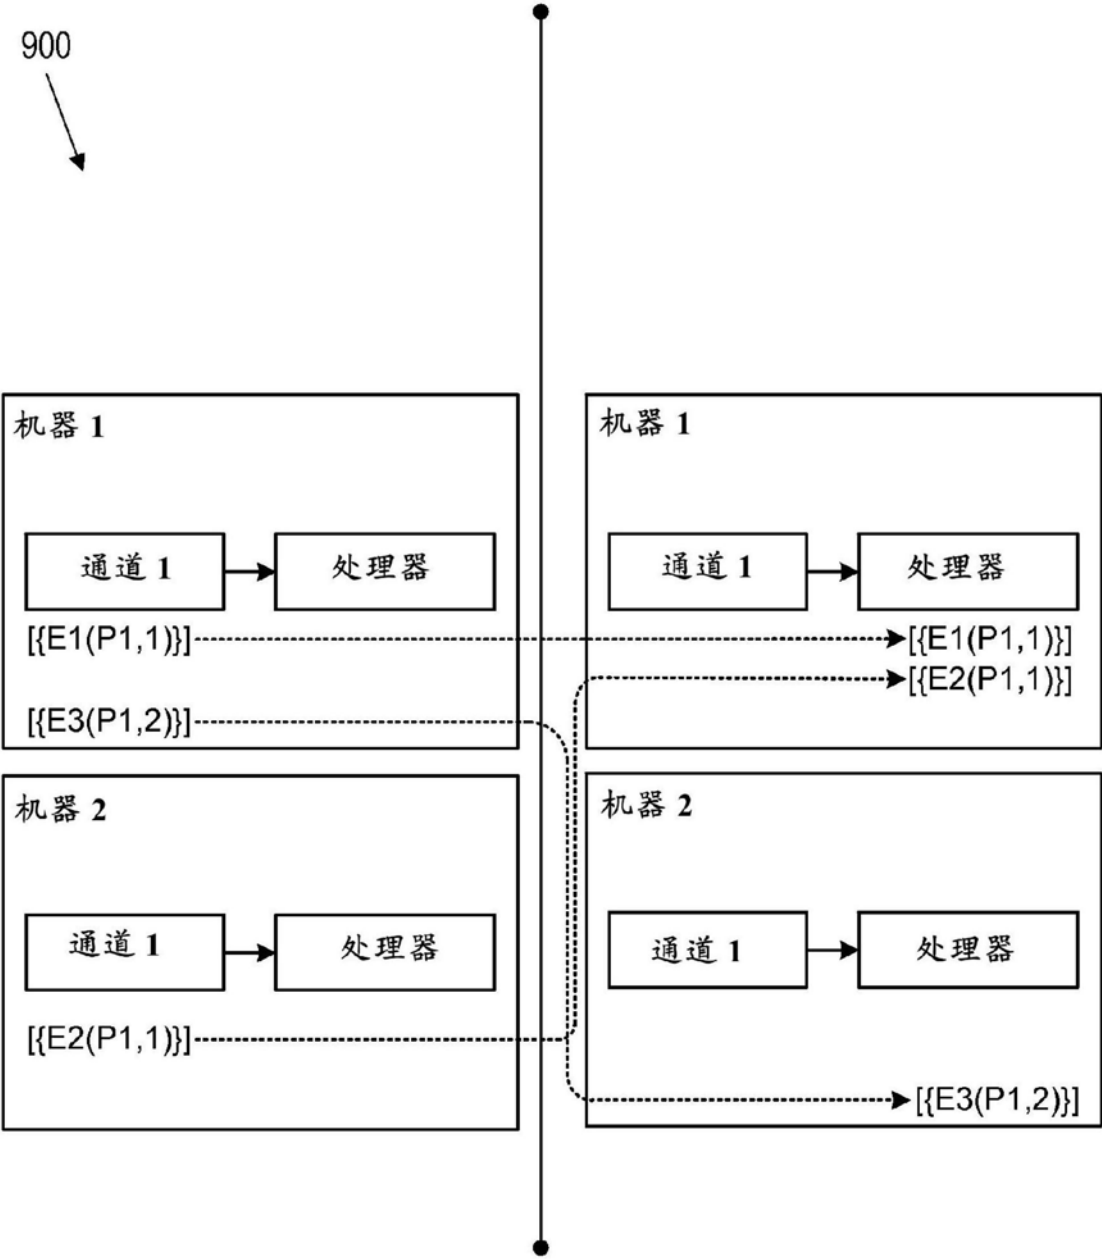 900
机器 1
通道 1
处理器
[{E1(P1,1)}]
[{E3(P1,2)}]
机器 2
通道 1
处理器
[{E2(P1,1)}]
机器 1
通道 1
处理器
[{E1(P1,1)}]
[{E2(P1,1)}]
机器 2
通道 1
处理器
[{E3(P1,2)}]